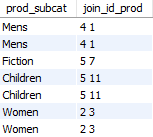 prod_subcat join_id_prod
Mens 4 1
Mens 4 1
Fiction 5 7
Children 5 11
Children 5 11
Women 2 3
Women 2 3